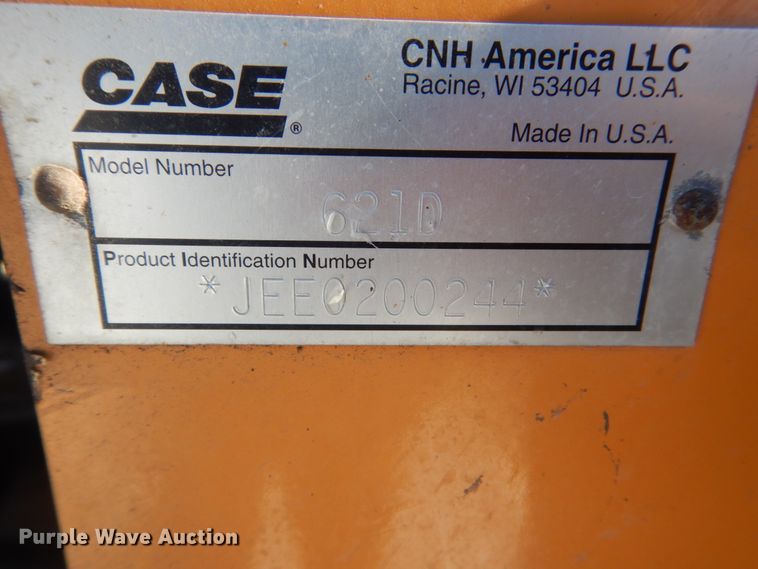 CASE®
CNH America LLC
Racine, WI 53404 U.S.A.
Made In U.S.A.
Model Number
621D
Product Identification Number
*JEE0200244*
Purple Wave Auction